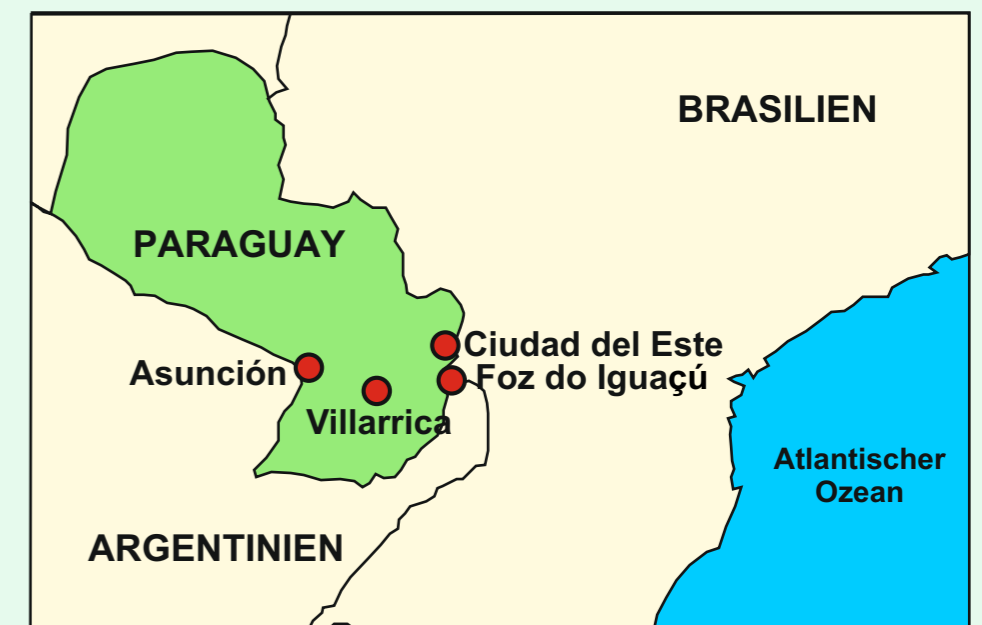 BRASILIEN
PARAGUAY
Ciudad del Este
Asunción
Foz do Iguaçú
Villarrica
Atlantischer
Ozean
ARGENTINIEN